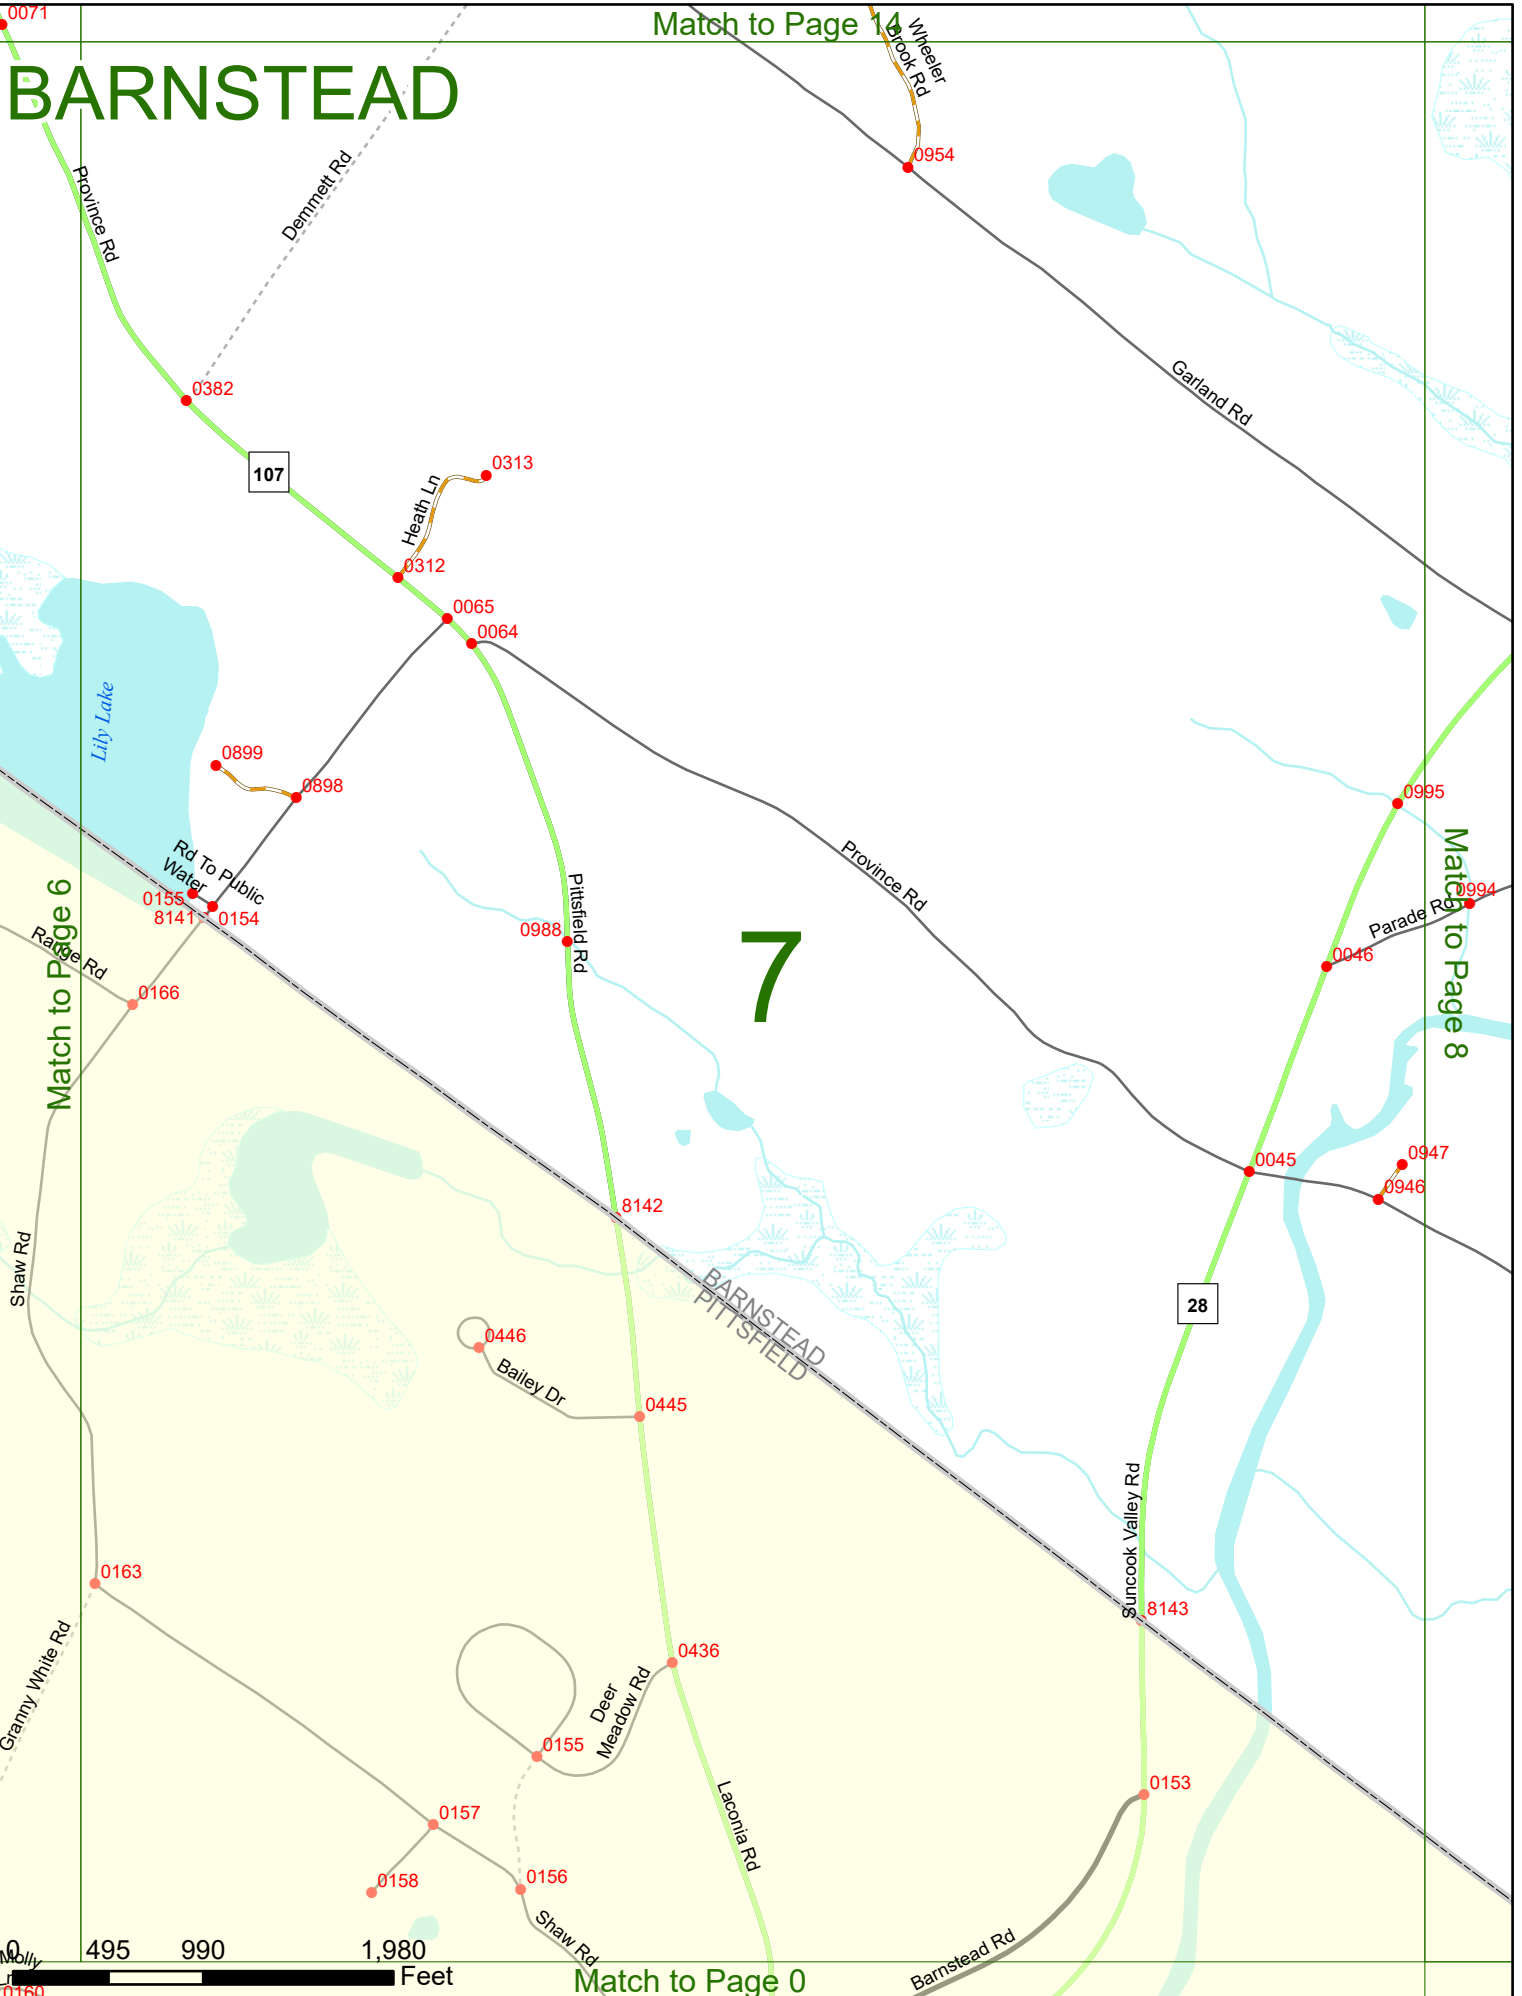 0071
Match to Page 14
Wheeler
Brook Rd
BARNSTEAD
0954
Demmett Rd
Province Rd
0382
Garland Rd
107
0313
Heath Ln
0312
0065
0064
Lily Lake
0899
0898
0995
Rd To Public
Water
0155
8141
0154
Province Rd
Pittsfield Rd
0988
7
Parade Rd
0994
0046
Match to Page 8
Range Rd
0166
Match to Page 6
0045
0947
0946
8142
Shaw Rd
BARNSTEAD
PITTSFIELD
28
0446
Bailey Dr
0445
Suncook Valley Rd
8143
0163
Granny White Rd
0436
Deer
Meadow Rd
0155
0153
Laconia Rd
0157
0158
0156
Shaw Rd
Barnstead Rd
0 495 990 1,980
Feet
Molly
Ln
0160
Match to Page 0